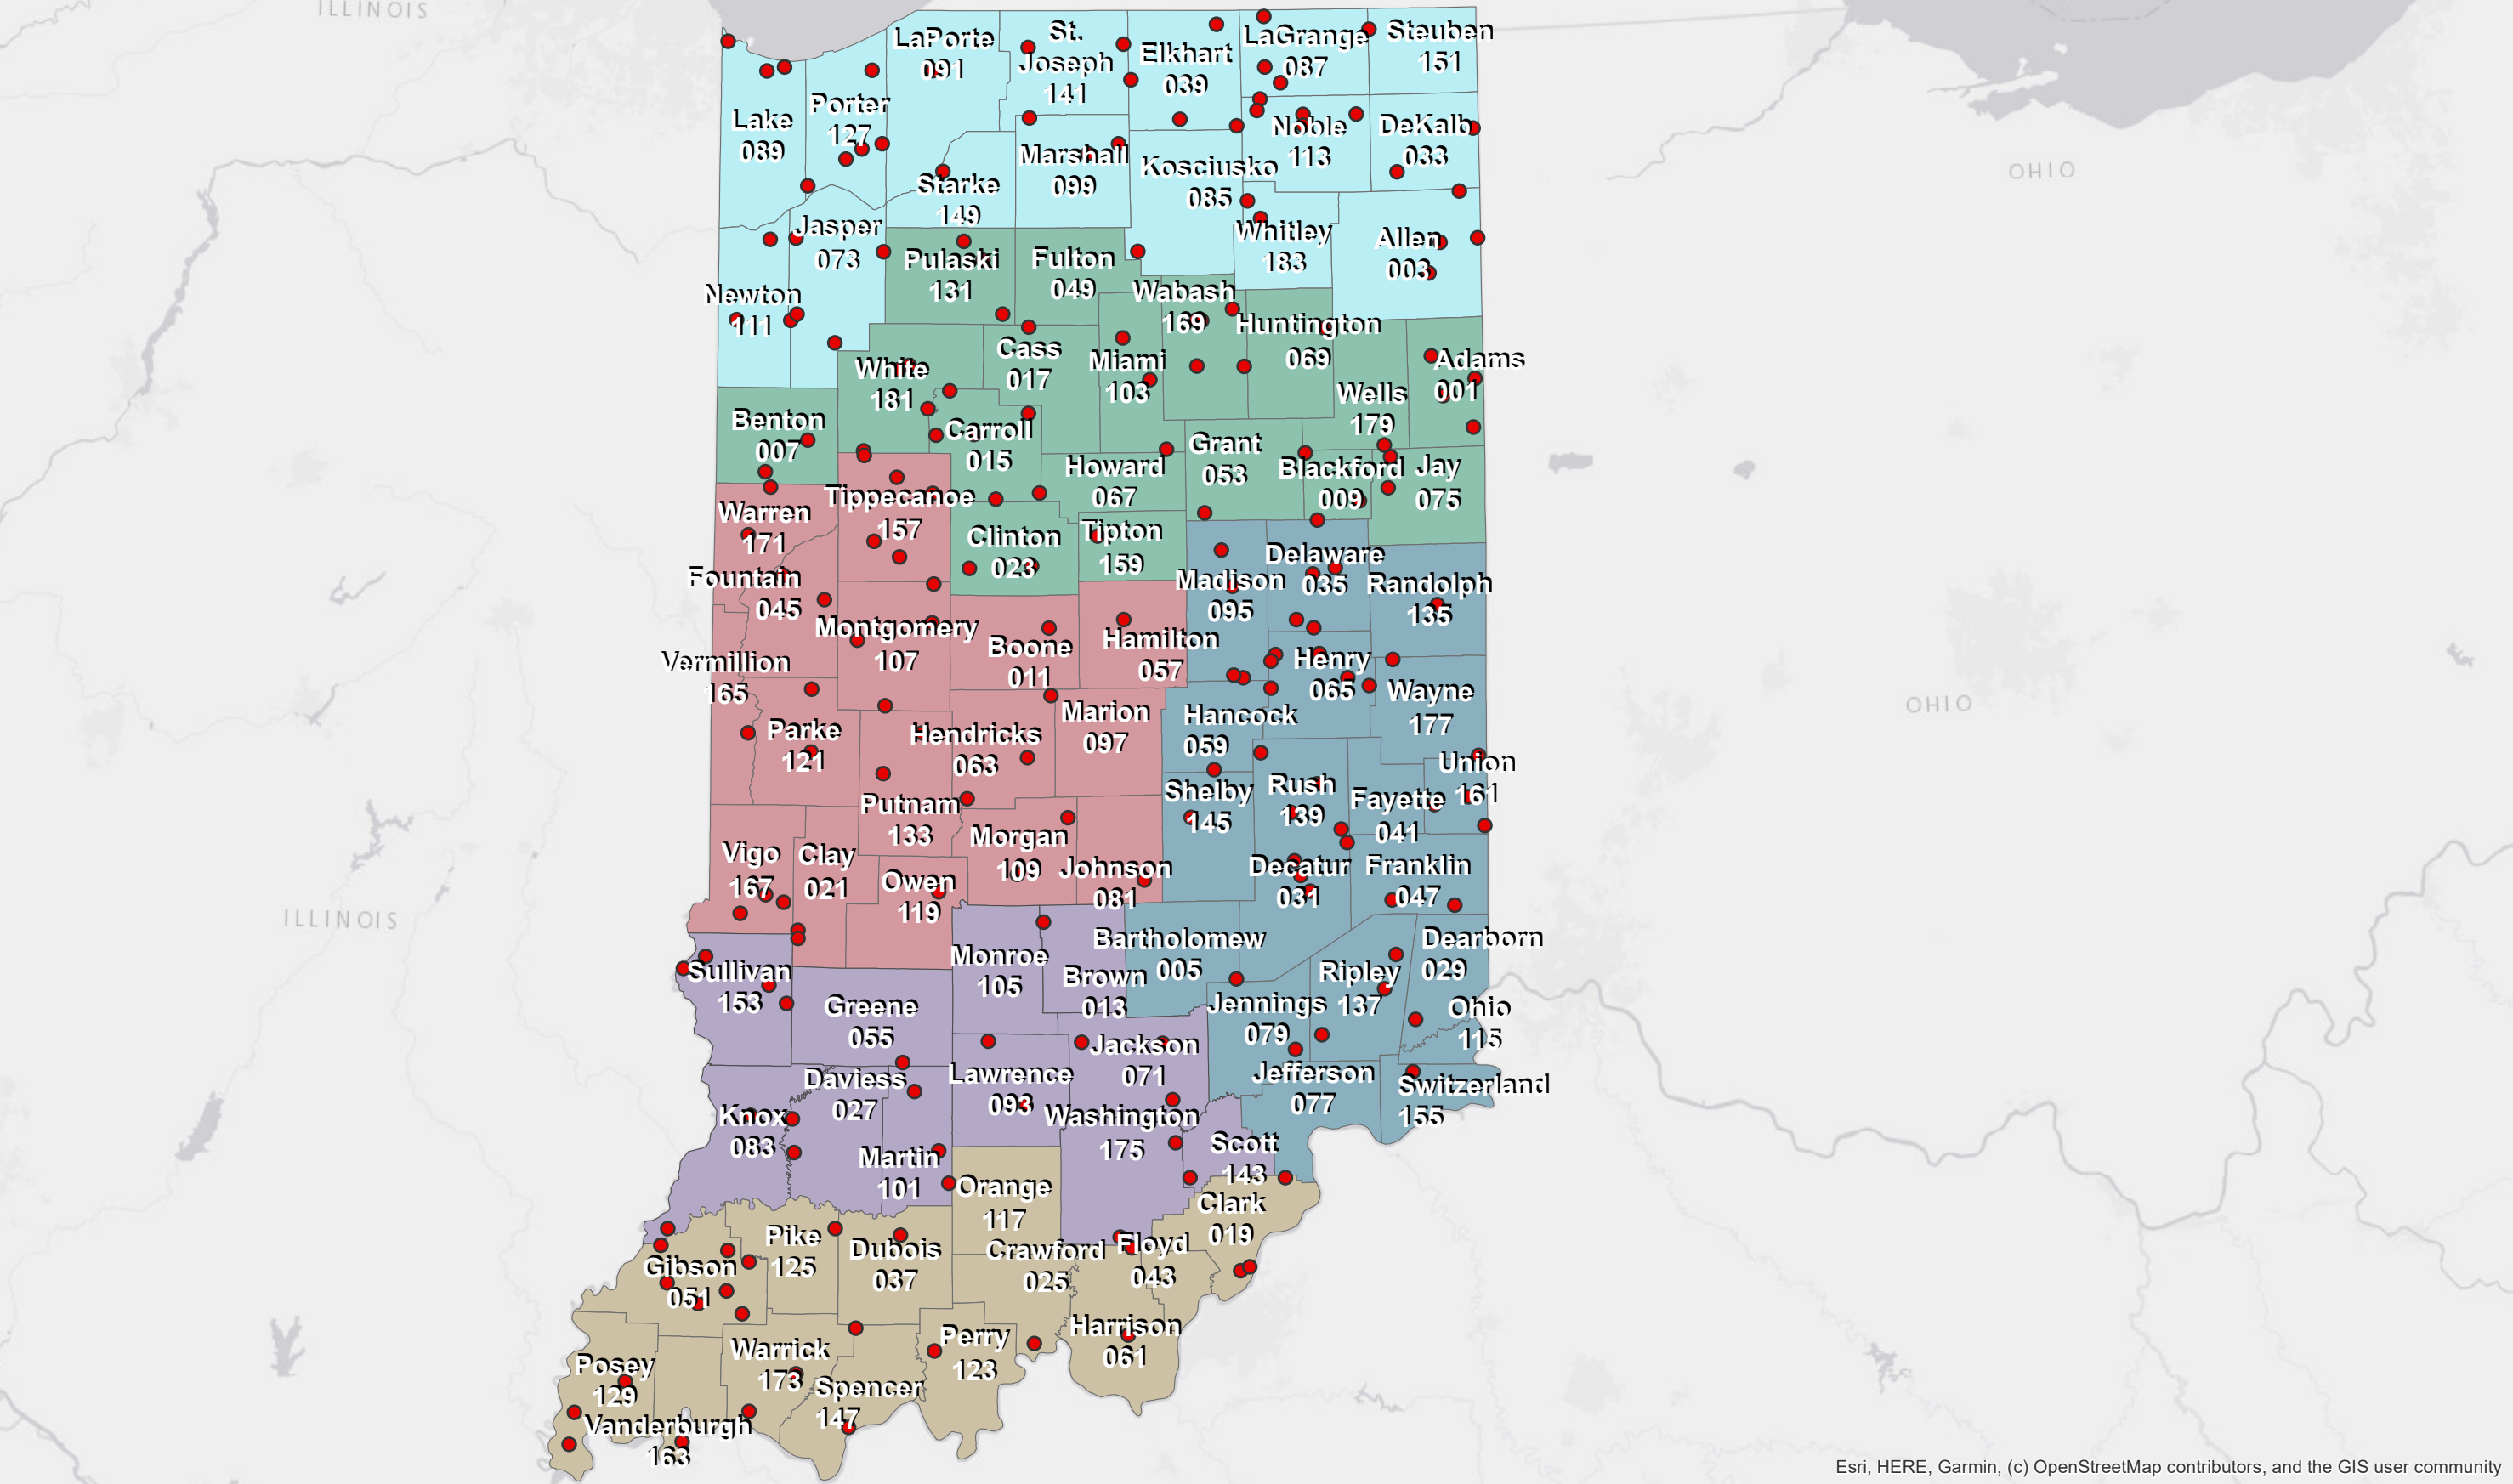 ILLINOIS
LaPorte
091
St.
Joseph
141
Elkhart
039
LaGrange
087
Steuben
151
Lake
089
Porter
127
Starke
149
Marshall
099
Kosciusko
085
Noble
113
DeKalb
033
OHIO
Jasper
073
Newton
111
Pulaski
131
Fulton
049
Wabash
169
Whitley
183
Allen
003
Huntington
069
White
181
Cass
017
Miami
103
Wells
179
Adams
001
Benton
007
Carroll
015
Howard
067
Grant
053
Blackford
009
Jay
075
Warren
171
Tippecanoe
157
Clinton
023
Tipton
159
Madison
095
Delaware
035
Randolph
135
Fountain
045
Montgomery
107
Boone
011
Hamilton
057
Henry
065
Wayne
177
Vermillion
165
Parke
121
Hendricks
063
Marion
097
Hancock
059
OHIO
Putnam
133
Morgan
109
Johnson
081
Shelby
145
Rush
139
Fayette
041
Union
161
Vigo
167
Clay
021
Owen
119
Decatur
031
Franklin
047
ILLINOIS
Sullivan
153
Greene
055
Monroe
105
Brown
013
Bartholomew
005
Jennings
079
Ripley
137
Dearborn
029
Ohio
115
Knox
083
Daviess
027
Martin
101
Lawrence
093
Jackson
071
Washington
175
Scott
143
Jefferson
077
Switzerland
155
Gibson
051
Pike
125
Dubois
037
Orange
117
Crawford
025
Floyd
043
Clark
019
Posey
129
Vanderburgh
163
Warrick
173
Spencer
147
Perry
123
Harrison
061
Esri, HERE, Garmin, (c) OpenStreetMap contributors, and the GIS user community